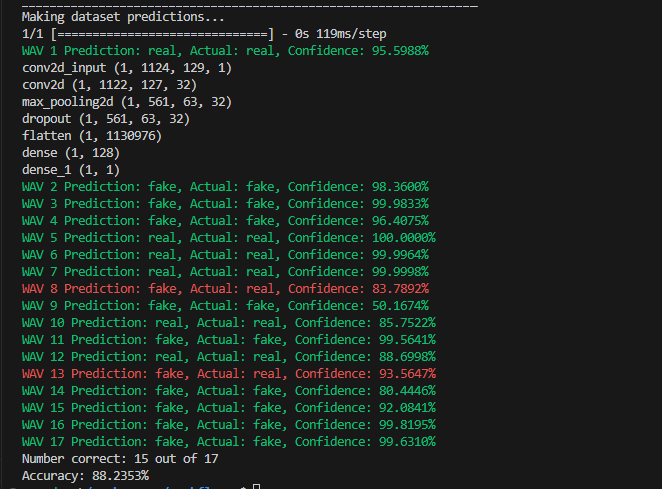 Making dataset predictions...
1/1 [==============================] - 0s 119ms/step
WAV 1 Prediction: real, Actual: real, Confidence: 95.5988%
conv2d_input (1, 1124, 129, 1)
conv2d (1, 1122, 127, 32)
max_pooling2d (1, 561, 63, 32)
dropout (1, 561, 63, 32)
flatten (1, 1130976)
dense (1, 128)
dense_1 (1, 1)
WAV 2 Prediction: fake, Actual: fake, Confidence: 98.3600%
WAV 3 Prediction: fake, Actual: fake, Confidence: 99.9833%
WAV 4 Prediction: fake, Actual: fake, Confidence: 96.4075%
WAV 5 Prediction: real, Actual: real, Confidence: 100.0000%
WAV 6 Prediction: real, Actual: real, Confidence: 99.9964%
WAV 7 Prediction: real, Actual: real, Confidence: 99.9998%
WAV 8 Prediction: fake, Actual: real, Confidence: 83.7892%
WAV 9 Prediction: fake, Actual: fake, Confidence: 50.1674%
WAV 10 Prediction: real, Actual: real, Confidence: 85.7522%
WAV 11 Prediction: fake, Actual: fake, Confidence: 99.5641%
WAV 12 Prediction: real, Actual: real, Confidence: 88.6998%
WAV 13 Prediction: fake, Actual: real, Confidence: 93.5647%
WAV 14 Prediction: fake, Actual: fake, Confidence: 80.4446%
WAV 15 Prediction: fake, Actual: fake, Confidence: 92.0841%
WAV 16 Prediction: fake, Actual: fake, Confidence: 99.8195%
WAV 17 Prediction: fake, Actual: fake, Confidence: 99.6310%
Number correct: 15 out of 17
Accuracy: 88.2353%